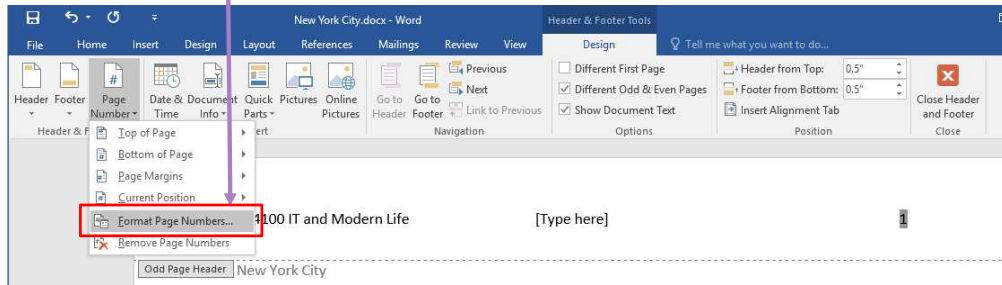 New York City.docx - Word
Header & Footer Tools
File Home Insert Design Layout References Mailings Review View Design Tell me what you want to do...
Header Footer Page Number Date & Time Document Info Quick Parts Pictures Online Pictures Go to Header Go to Footer Previous Next Link to Previous
Different First Page
Different Odd & Even Pages
Show Document Text
Header from Top: 0.5"
Footer from Bottom: 0.5"
Insert Alignment Tab
Close Header and Footer
Header & F ert Navigation Options Position Close
Top of Page
Bottom of Page
Page Margins
Current Position
Format Page Numbers...
Remove Page Numbers
4100 IT and Modern Life [Type here] 1
Odd Page Header New York City